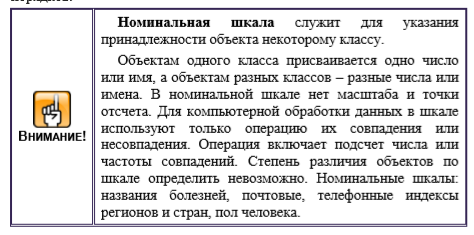 Номинальная шкала служит для указания
принадлежности объекта некоторому классу.
Объектам одного класса присваивается одно число
или имя, а объектам разных классов – разные числа или
имена. В номинальной шкале нет масштаба и точки
отсчета. Для компьютерной обработки данных в шкале
используют только операцию их совпадения или
несовпадения. Операция включает подсчет числа или
частоты совпадений. Степень различия объектов по
шкале определить невозможно. Номинальные шкалы:
названия болезней, почтовые, телефонные индексы
регионов и стран, пол человека.
ВНИМАНИЕ!